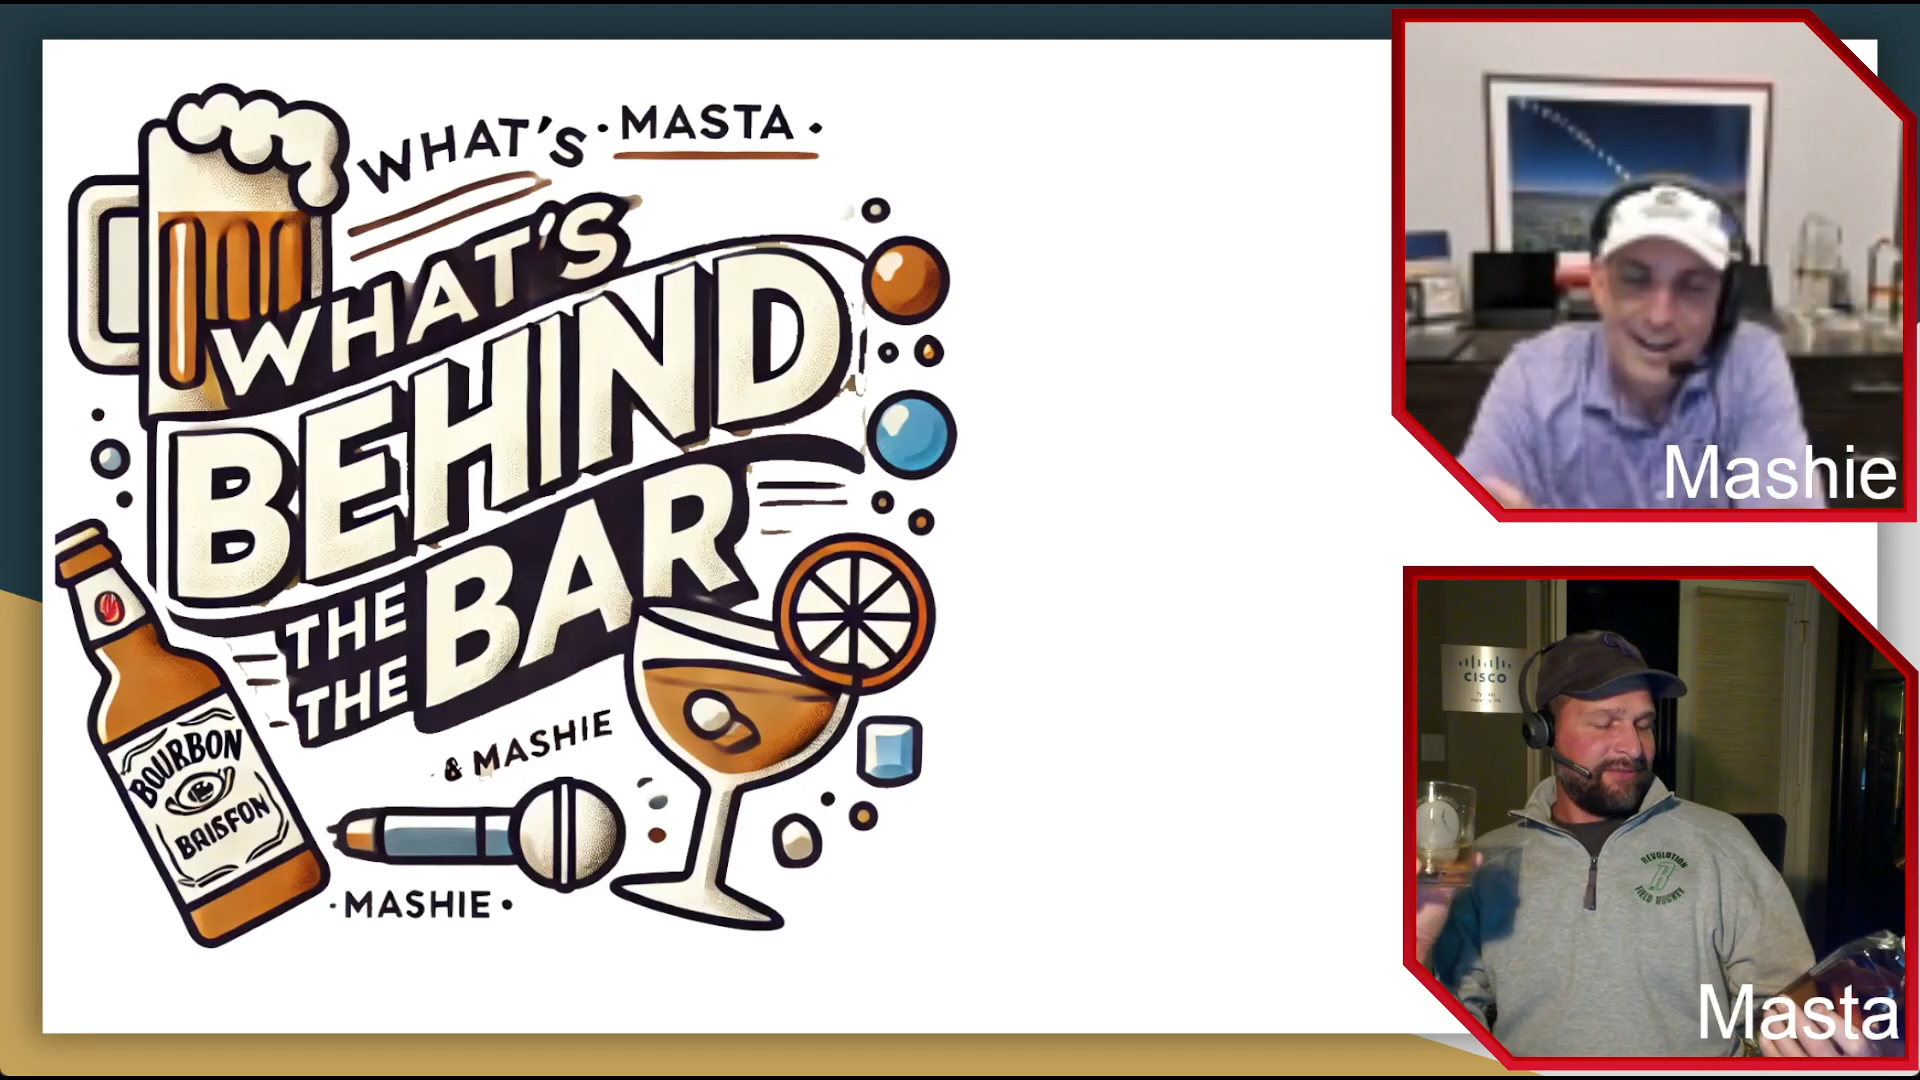 WHAT'S · MASTA ·
WHAT'S
BEHIND
THE BAR
THE
& MASHIE
BOURBON
BRISFON
· MASHIE ·
Mashie
CISCO
REVOLUTION
FIELD HOCKEY
Masta